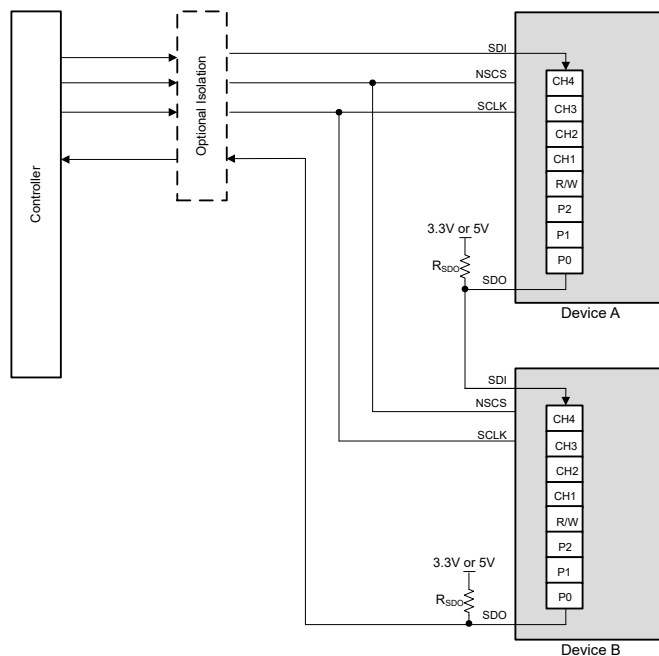 Controller
Optional Isolation
SDI
NSCS
SCLK
CH4
CH3
CH2
CH1
R/W
P2
P1
P0
3.3V or 5V
RSDO
SDO
Device A
SDI
NSCS
SCLK
CH4
CH3
CH2
CH1
R/W
P2
P1
P0
3.3V or 5V
RSDO
SDO
Device B